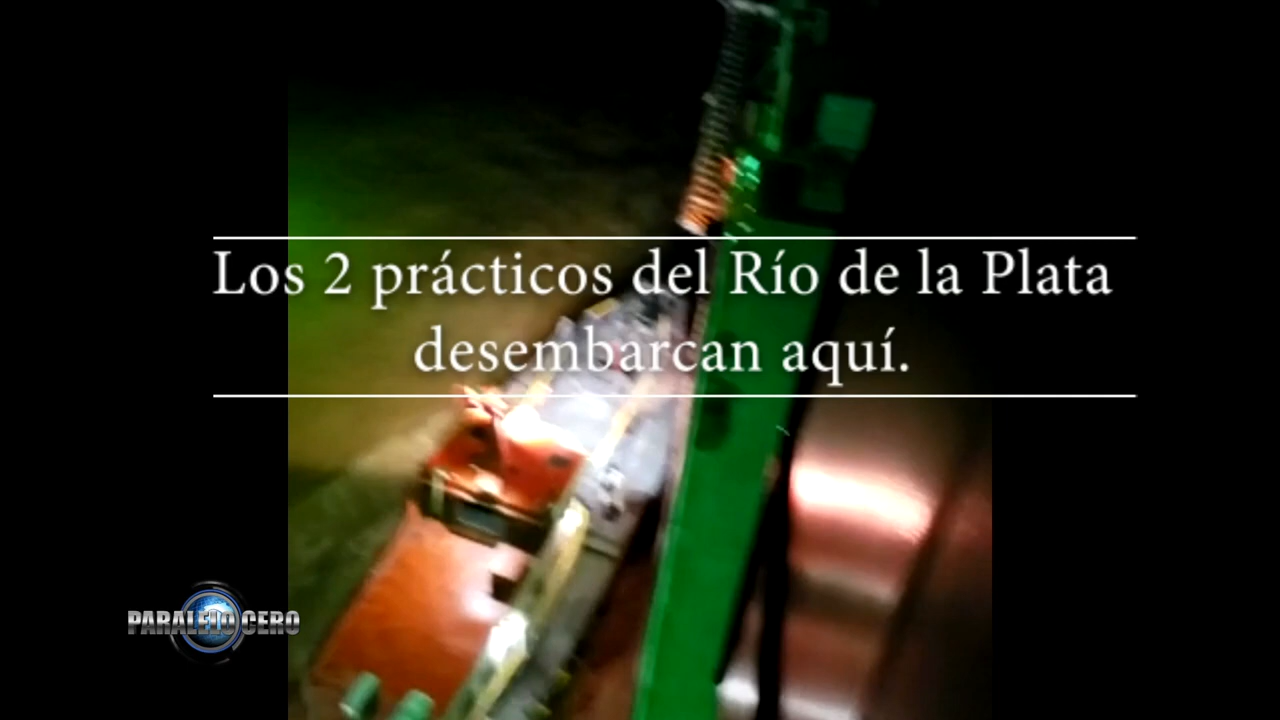 Los 2 prácticos del Río de la Plata
desembarcan aquí.
PARALELO CERO